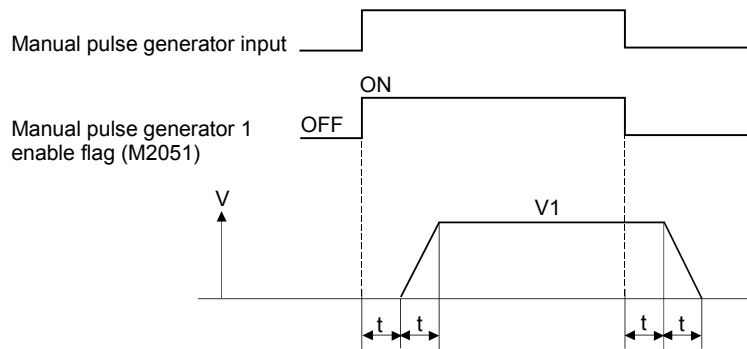 Manual pulse generator input
ON
Manual pulse generator 1
OFF
enable flag (M2051)
V
V1
t
t
t
t